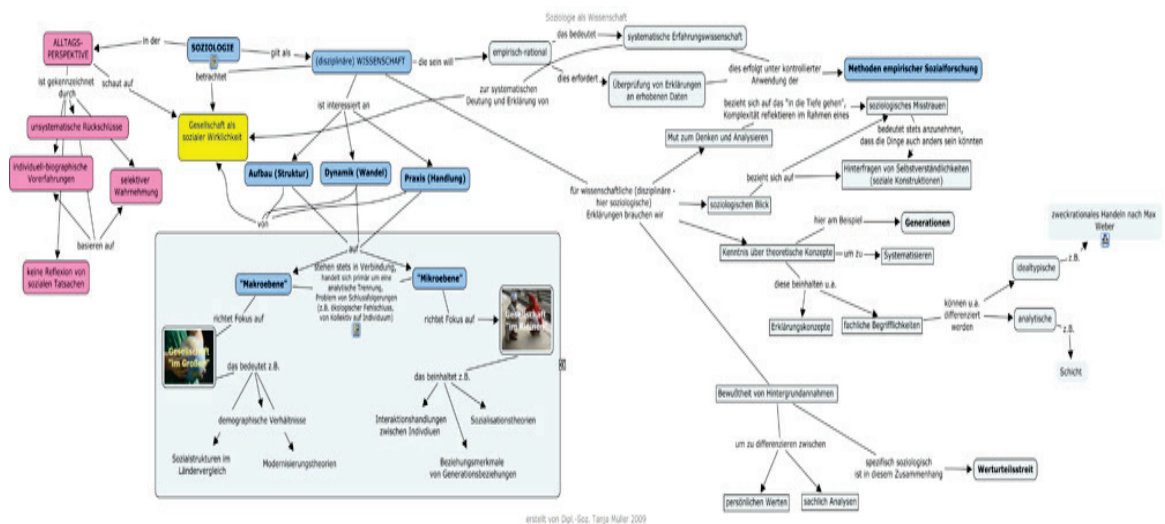 Soziologie als Wissenschaft
ALLTAGS-
PERSPEKTIVE
in der
SOZIOLOGIE
gilt als
(disziplinäre) WISSENSCHAFT
die sein will
empirisch-rational
das bedeutet
systematische Erfahrungswissenschaft
dies erfordert
Überprüfung von Erklärungen
an erhobenen Daten
dies erfolgt unter kontrollierter
Anwendung der
Methoden empirischer Sozialforschung
betrachtet
ist gekennzeichnet
durch
schaut auf
unsystematische Rückschlüsse
Individuell-biographische
Vorerfahrungen
selektiver
Wahrnehmung
basieren auf
keine Reflexion von
sozialen Tatsachen
Gesellschaft als
sozialer Wirklichkeit
zur systematischen
Deutung und Erklärung von
ist interessiert an
Aufbau (Struktur)
Dynamik (Wandel)
Praxis (Handlung)
von
auf
"Makroebene"
stehen stets in Verbindung,
handelt sich primär um eine
analytische Trennung,
Problem von Schlussfolgerungen
(z.B. ökologischer Fehlschluss,
von Kollektiv auf Individuum)
"Mikroebene"
richtet Fokus auf
Gesellschaft
"im Großen"
richtet Fokus auf
Gesellschaft
"im Kleinen"
das bedeutet z.B.
demographische Verhältnisse
Sozialstrukturen im
Ländervergleich
Modernisierungstheorien
das beinhaltet z.B.
Interaktionshandlungen
zwischen Indivdiuen
Sozialisationstheorien
Beziehungsmerkmale
von Generationsbeziehungen
für wissenschaftliche (disziplinäre -
hier soziologische)
Erklärungen brauchen wir
Mut zum Denken und Analysieren
bezieht sich auf das "in die Tiefe gehen",
Komplexität reflektieren im Rahmen eines
soziologisches Misstrauen
bedeutet stets anzunehmen,
dass die Dinge auch anders sein könnten
Hinterfragen von Selbstverständlichkeiten
(soziale Konstruktionen)
bezieht sich auf
soziologischen Blick
Kenntnis über theoretische Konzepte
hier am Beispiel
Generationen
um zu
Systematisieren
diese beinhalten u.a.
Erklärungskonzepte
fachliche Begrifflichkeiten
können u.a.
differenziert
werden
idealtypische
z.B.
zweckrationales Handeln nach Max
Weber
analytische
z.B.
Schicht
Bewußtheit von Hintergrundannahmen
um zu differenzieren zwischen
persönlichen Werten
sachlich Analysen
spezifisch soziologisch
ist in diesem Zusammenhang
Werturteilsstreit
erstellt von Dipl.-Soz. Tanja Müller 2009